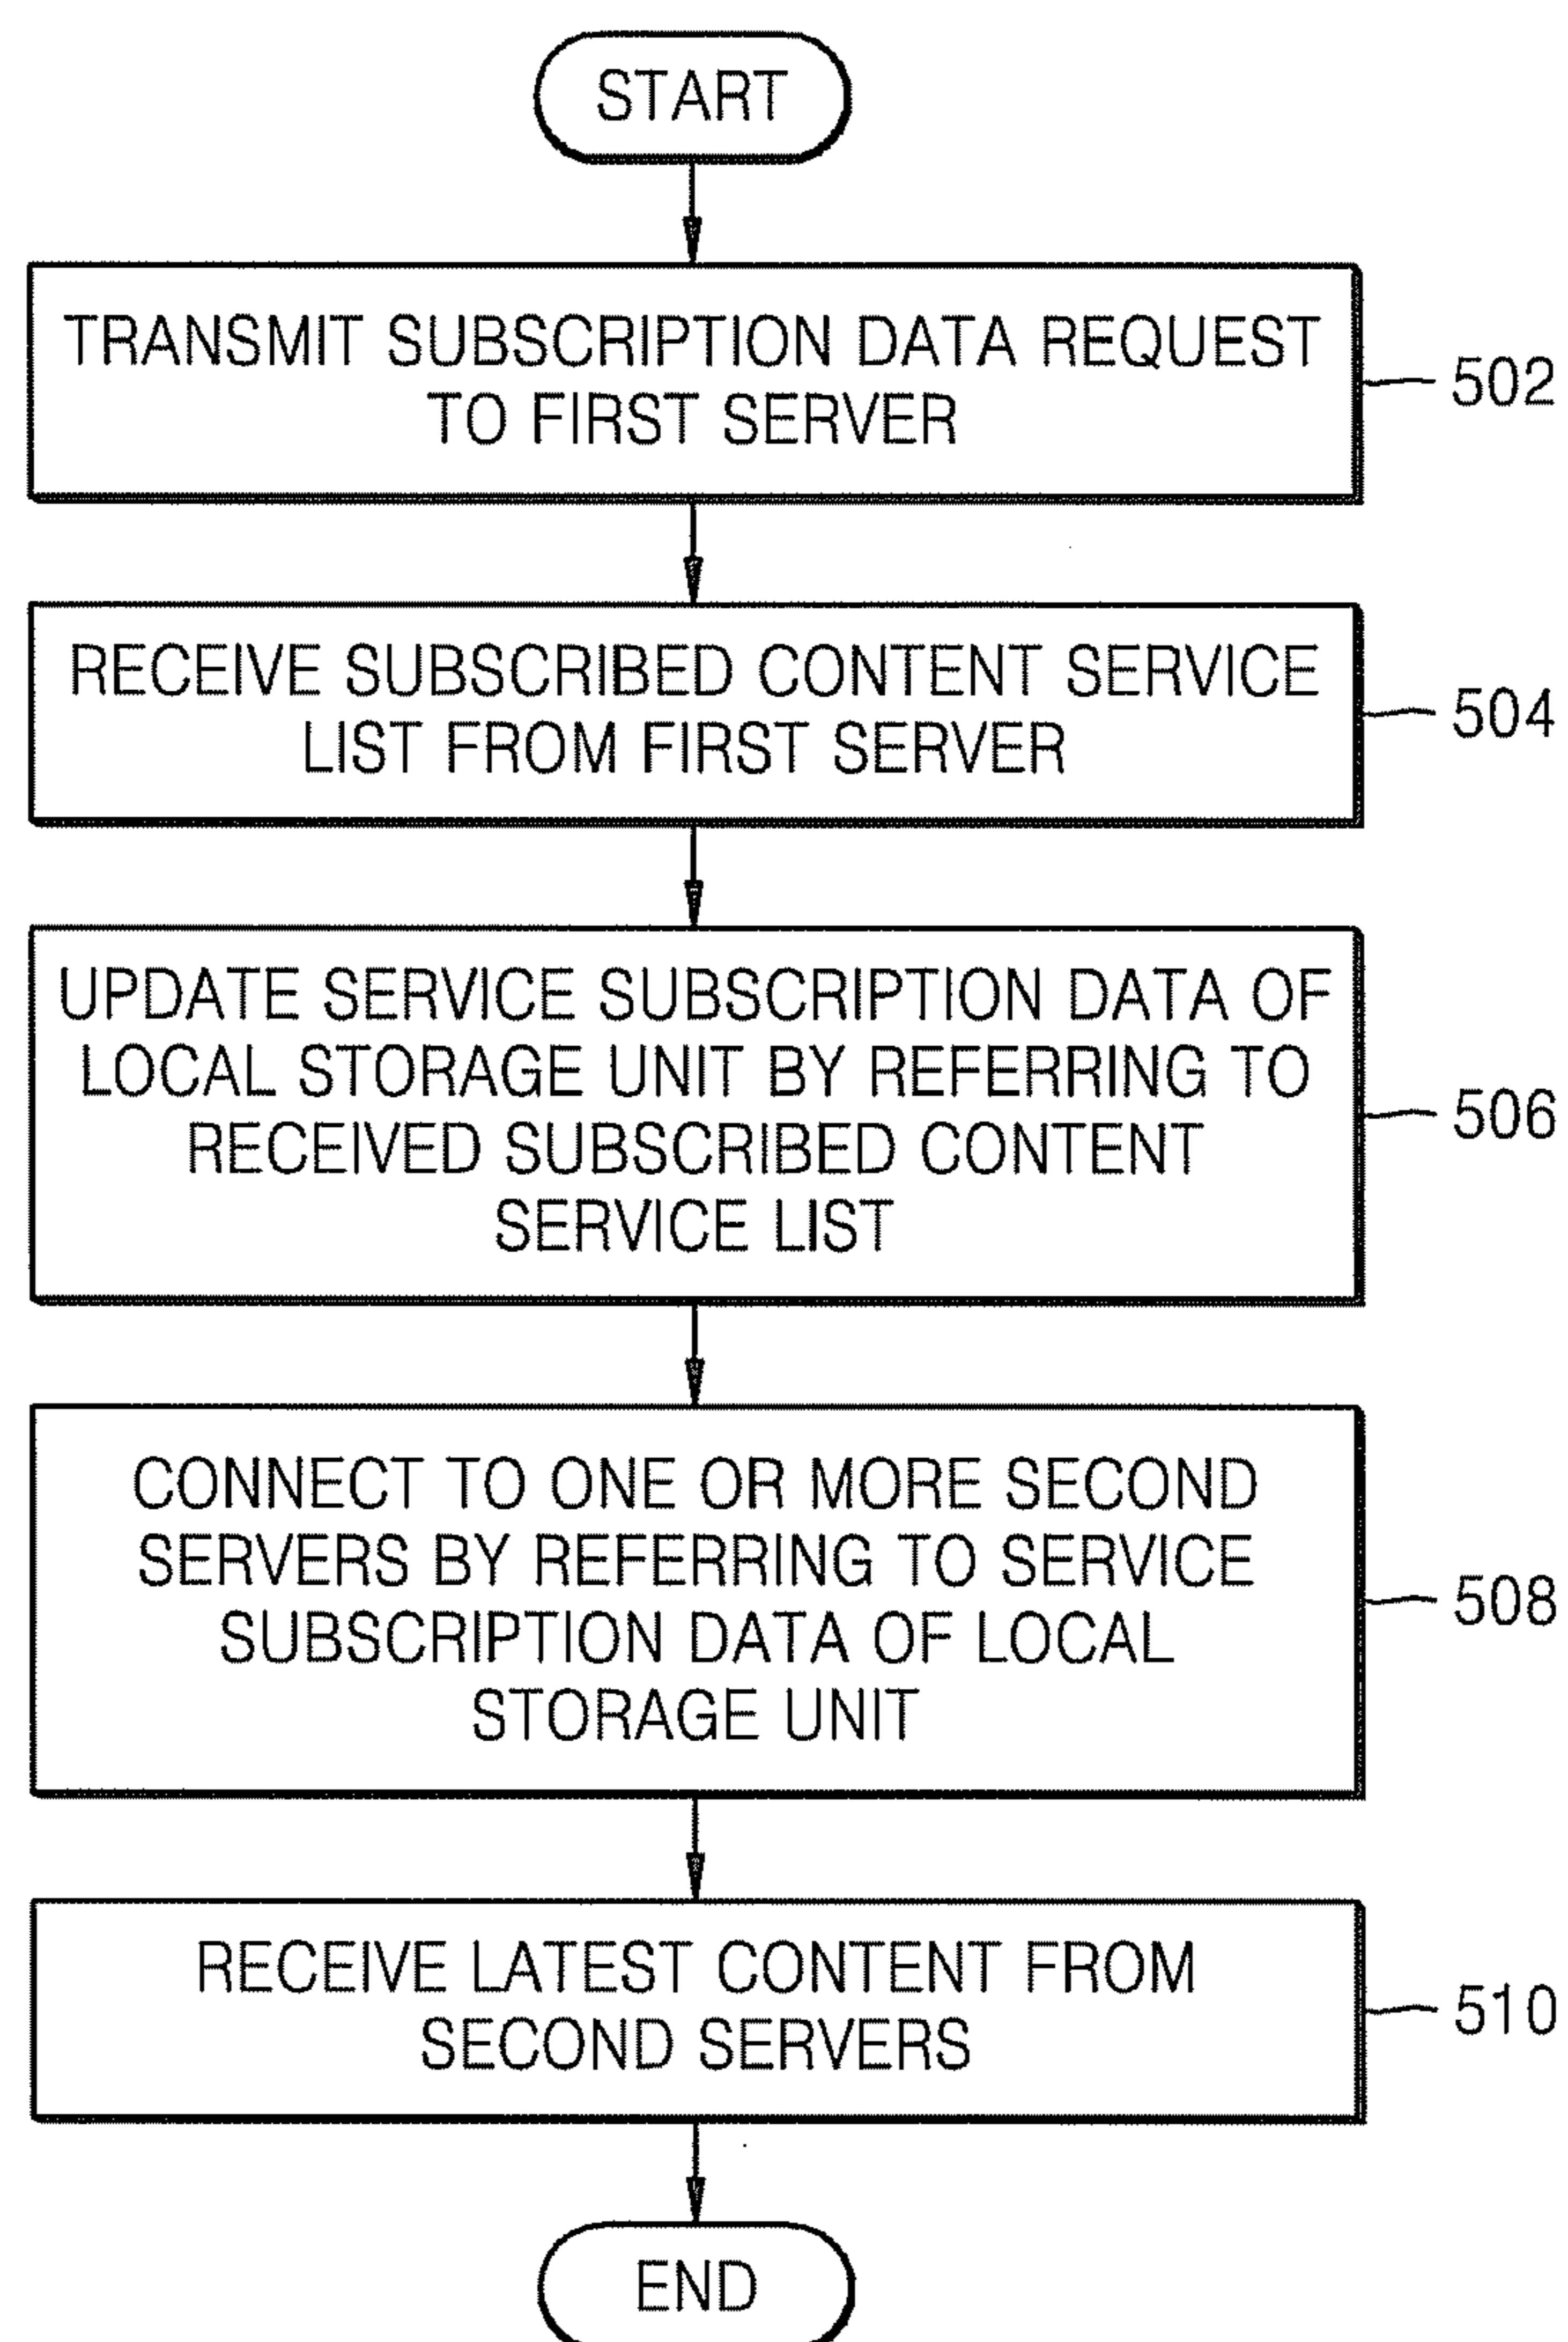 START
TRANSMIT SUBSCRIPTION DATA REQUEST
TO FIRST SERVER
502
RECEIVE SUBSCRIBED CONTENT SERVICE
LIST FROM FIRST SERVER
504
UPDATE SERVICE SUBSCRIPTION DATA OF
LOCAL STORAGE UNIT BY REFERRING TO
RECEIVED SUBSCRIBED CONTENT
SERVICE LIST
506
CONNECT TO ONE OR MORE SECOND
SERVERS BY REFERRING TO SERVICE
SUBSCRIPTION DATA OF LOCAL
STORAGE UNIT
508
RECEIVE LATEST CONTENT FROM
SECOND SERVERS
510
END